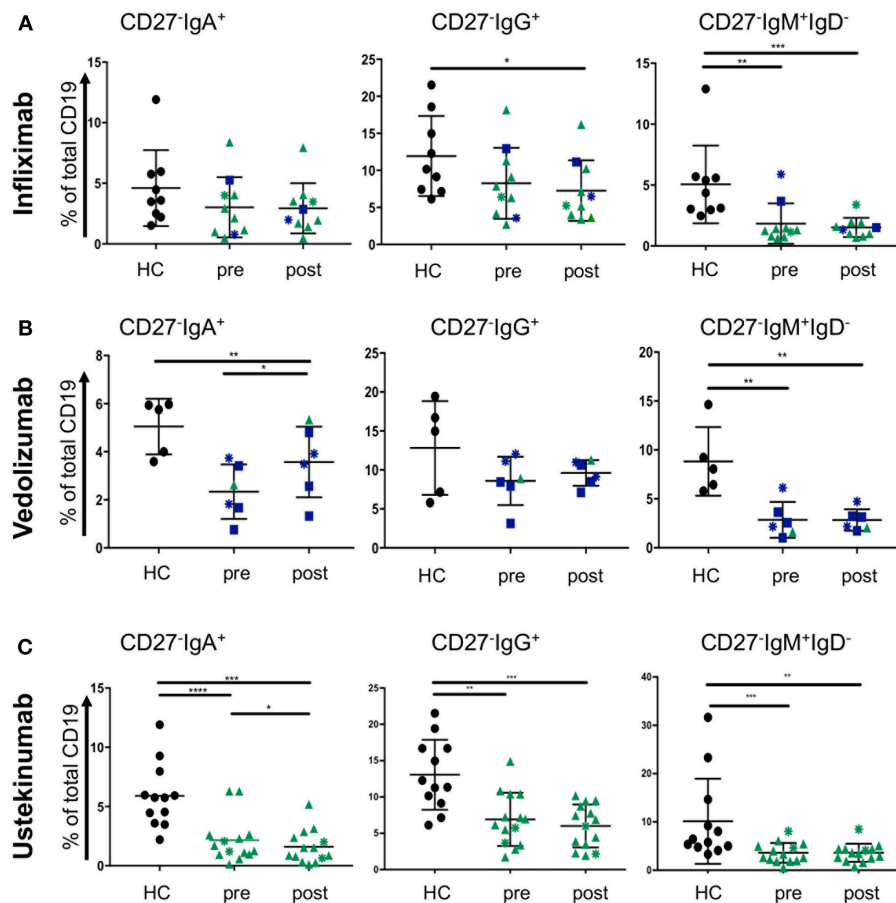 A
CD27-IgA+ CD27-IgG+ CD27-IgM+IgD-
Infliximab
% of total CD19
15
10
5
0
HC pre post
*
25
20
15
10
5
0
HC pre post
***
**
15
10
5
0
HC pre post
B
CD27-IgA+ CD27-IgG+ CD27-IgM+IgD-
Vedolizumab
% of total CD19
**
*
8
6
4
2
0
HC pre post
25
20
15
10
5
0
HC pre post
**
**
20
15
10
5
0
HC pre post
C
CD27-IgA+ CD27-IgG+ CD27-IgM+IgD-
Ustekinumab
% of total CD19
***
****
*
15
10
5
0
HC pre post
***
**
25
20
15
10
5
0
HC pre post
**
***
40
30
20
10
0
HC pre post